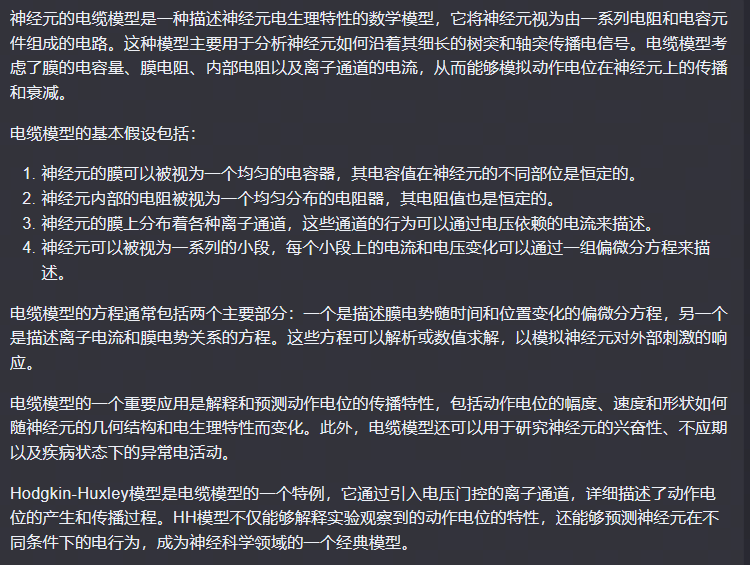 神经元的电缆模型是一种描述神经元电生理特性的数学模型，它将神经元视为由一系列电阻和电容元
件组成的电路。这种模型主要用于分析神经元如何沿着其细长的树突和轴突传播电信号。电缆模型考
虑了膜的电容量、膜电阻、内部电阻以及离子通道的电流，从而能够模拟动作电位在神经元上的传播
和衰减。
电缆模型的基本假设包括：
1. 神经元的膜可以被视为一个均匀的电容器，其电容值在神经元的不同部位是恒定的。
2. 神经元内部的电阻被视为一个均匀分布的电阻器，其电阻值也是恒定的。
3. 神经元的膜上分布着各种离子通道，这些通道的行为可以通过电压依赖的电流来描述。
4. 神经元可以被视为一系列的小段，每个小段上的电流和电压变化可以通过一组偏微分方程来描
述。
电缆模型的方程通常包括两个主要部分：一个是描述膜电势随时间和位置变化的偏微分方程，另一个
是描述离子电流和膜电势关系的方程。这些方程可以解析或数值求解，以模拟神经元对外部刺激的响
应。
电缆模型的一个重要应用是解释和预测动作电位的传播特性，包括动作电位的幅度、速度和形状如何
随神经元的几何结构和电生理特性而变化。此外，电缆模型还可以用于研究神经元的兴奋性、不应期
以及疾病状态下的异常电活动。
Hodgkin-Huxley模型是电缆模型的一个特例，它通过引入电压门控的离子通道，详细描述了动作电
位的产生和传播过程。HH模型不仅能够解释实验观察到的动作电位的特性，还能够预测神经元在不
同条件下的电行为，成为神经科学领域的一个经典模型。